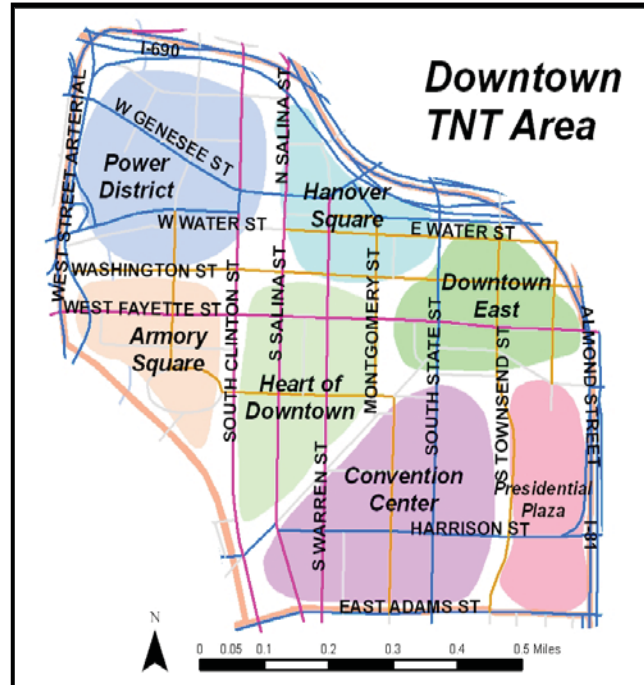 Downtown
TNT Area
I-690
WEST STREET ARTERIAL
W GENESEE ST
N SALINA ST
Power
District
Hanover
Square
W WATER ST
E WATER ST
WASHINGTON ST
Downtown
East
WEST FAYETTE ST
Armory
Square
SOUTH CLINTON ST
S SALINA ST
MONTGOMERY ST
SOUTH STATE ST
S TOWNSEND ST
ALMOND STREET
Heart of
Downtown
S WARREN ST
Convention
Center
Presidential
Plaza
HARRISON ST
I-81
EAST ADAMS ST
N
0 0.05 0.1 0.2 0.3 0.4 0.5 Miles